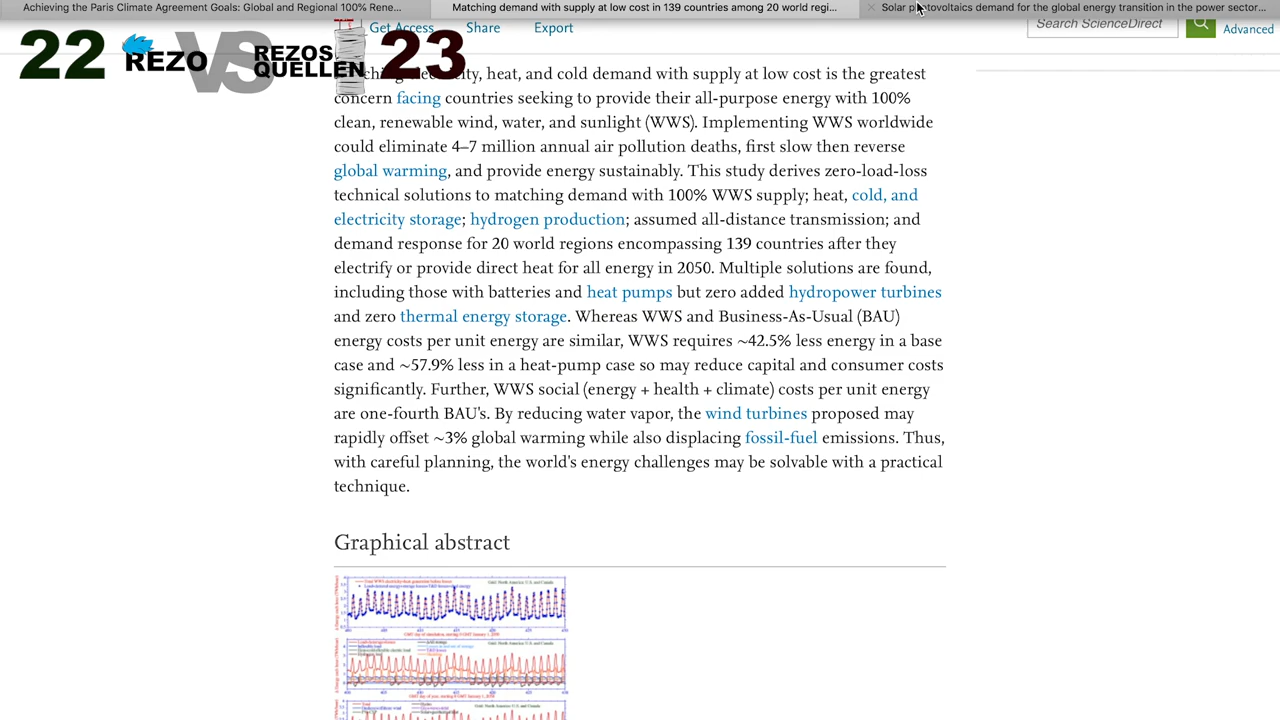 Achieving the Paris Climate Agreement Goals: Global and Regional 100% Rene...
Matching demand with supply at low cost in 139 countries among 20 world regi...
Solar photovoltaics demand for the global energy transition in the power sector...
Get Access Share Export
Search ScienceDirect
Advanced
22 REZO VS REZOS QUELLEN 23
electricity, heat, and cold demand with supply at low cost is the greatest
concern facing countries seeking to provide their all-purpose energy with 100%
clean, renewable wind, water, and sunlight (WWS). Implementing WWS worldwide
could eliminate 4–7 million annual air pollution deaths, first slow then reverse
global warming, and provide energy sustainably. This study derives zero-load-loss
technical solutions to matching demand with 100% WWS supply; heat, cold, and
electricity storage; hydrogen production; assumed all-distance transmission; and
demand response for 20 world regions encompassing 139 countries after they
electrify or provide direct heat for all energy in 2050. Multiple solutions are found,
including those with batteries and heat pumps but zero added hydropower turbines
and zero thermal energy storage. Whereas WWS and Business-As-Usual (BAU)
energy costs per unit energy are similar, WWS requires ~42.5% less energy in a base
case and ~57.9% less in a heat-pump case so may reduce capital and consumer costs
significantly. Further, WWS social (energy + health + climate) costs per unit energy
are one-fourth BAU's. By reducing water vapor, the wind turbines proposed may
rapidly offset ~3% global warming while also displacing fossil-fuel emissions. Thus,
with careful planning, the world's energy challenges may be solvable with a practical
technique.
Graphical abstract